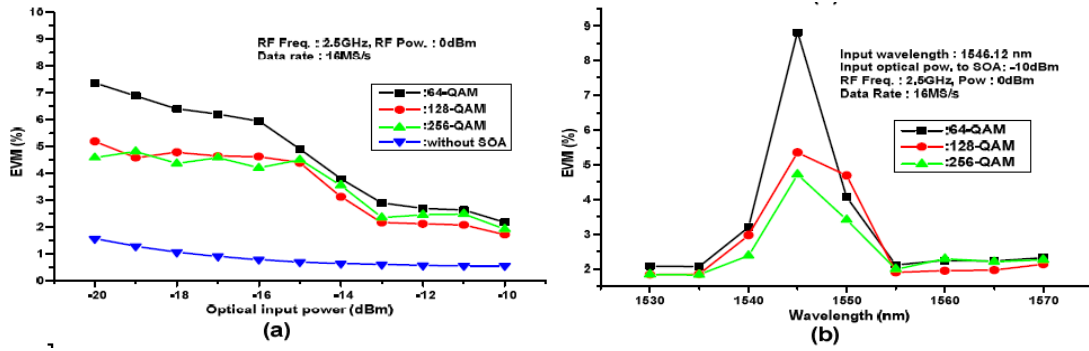 10
9
8
7
6
5
4
3
2
1
0
EVM (%)
RF Freq. : 2.5GHz, RF Pow. : 0dBm
Data rate : 16MS/s
:64-QAM
:128-QAM
:256-QAM
:without SOA
-20 -18 -16 -14 -12 -10
Optical input power (dBm)
(a)
9
8
7
6
5
4
3
2
EVM (%)
Input wavelength : 1546.12 nm
Input optical pow. to SOA: -10dBm
RF Freq. : 2.5GHz, Pow : 0dBm
Data Rate : 16MS/s
:64-QAM
:128-QAM
:256-QAM
1530 1540 1550 1560 1570
Wavelength (nm)
(b)